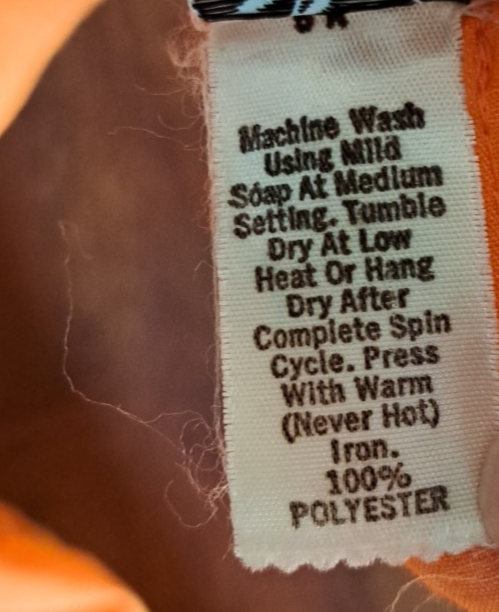 Machine Wash
Using Mild
Soap At Medium
Setting. Tumble
Dry At Low
Heat Or Hang
Dry After
Complete Spin
Cycle. Press
With Warm
(Never Hot)
Iron.
100%
POLYESTER